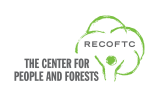 RECOFTC
THE CENTER FOR
PEOPLE AND FORESTS